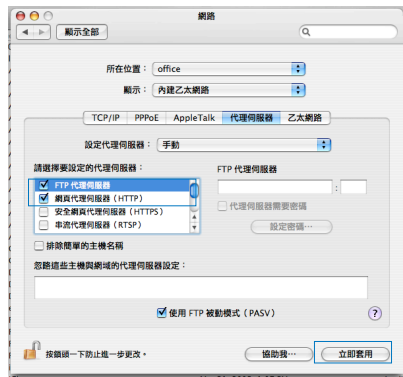 網路
顯示全部
所在位置： office
顯示： 內建乙太網路
TCP/IP PPPoE AppleTalk 代理伺服器 乙太網路
設定代理伺服器： 手動
請選擇要設定的代理伺服器：
FTP 代理伺服器
網頁代理伺服器（HTTP）
安全網頁代理伺服器（HTTPS）
串流代理伺服器（RTSP）
FTP 代理伺服器
:
代理伺服器需要密碼
設定密碼…
排除簡單的主機名稱
忽略這些主機與網域的代理伺服器設定：
使用 FTP 被動模式（PASV）
?
按鎖頭一下防止進一步更改。
協助我…
立即套用